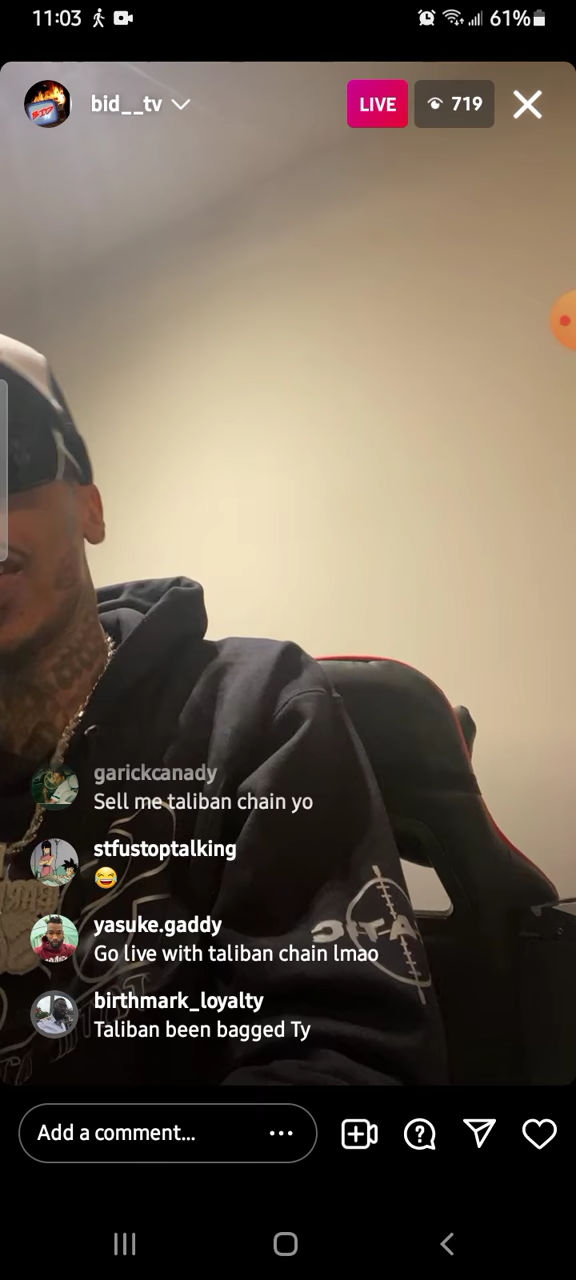 11:03
61%
bid__tv
LIVE
719
garickcanady
Sell me taliban chain yo
stfustoptalking
😂
yasuke.gaddy
Go live with taliban chain lmao
birthmark_loyalty
Taliban been bagged Ty
Add a comment...